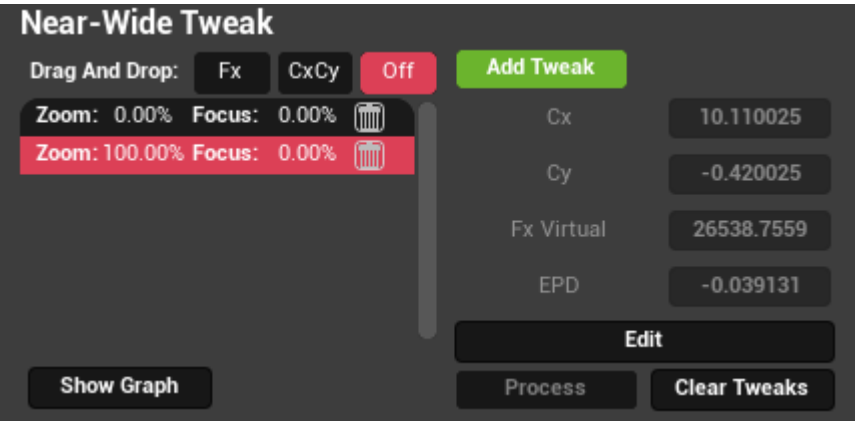 Near-Wide Tweak
Drag And Drop: Fx CxCy Off Add Tweak
Zoom: 0.00% Focus: 0.00%
Zoom: 100.00% Focus: 0.00%
Cx 10.110025
Cy -0.420025
Fx Virtual 26538.7559
EPD -0.039131
Edit
Show Graph Process Clear Tweaks